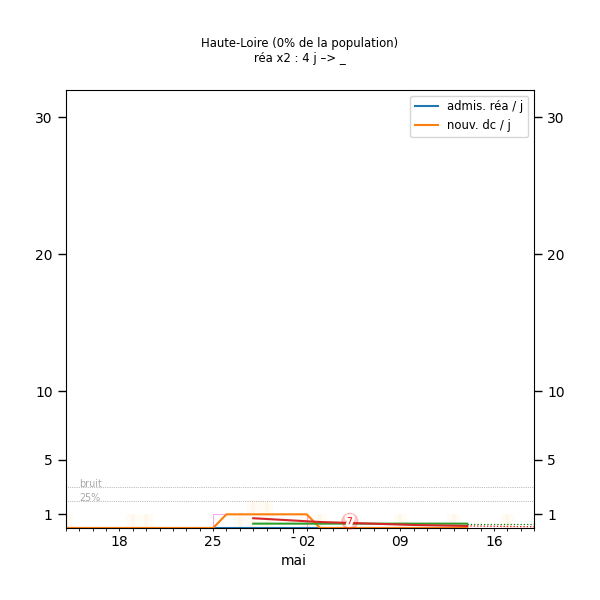 Haute-Loire (0% de la population)
réa x2 : 4 j –> _
admis. réa / j
nouv. dc / j
30 30
20 20
10 10
5 5
bruit
25%
1 1
7
18 25 02 09 16
mai